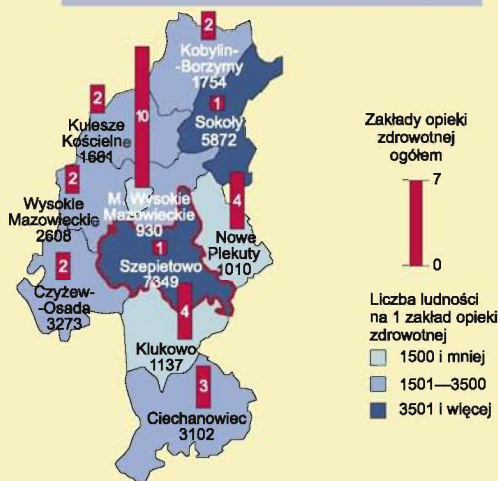 2
Kobylin-
-Borzymy
1754
2
1
Sokoły
5872
10
Kulesze
Kościelne
1681
2
Wysokie
Mazowieckie
2608
M. Wysokie
Mazowieckie
930
4
Nowe
Piekuty
1010
1
Szepietowo
7349
2
Czyżew-
-Osada
3273
4
Klukowo
1137
3
Ciechanowiec
3102
Zakłady opieki
zdrowotnej
ogółem
7
0
Liczba ludności
na 1 zakład opieki
zdrowotnej
1500 i mniej
1501—3500
3501 i więcej